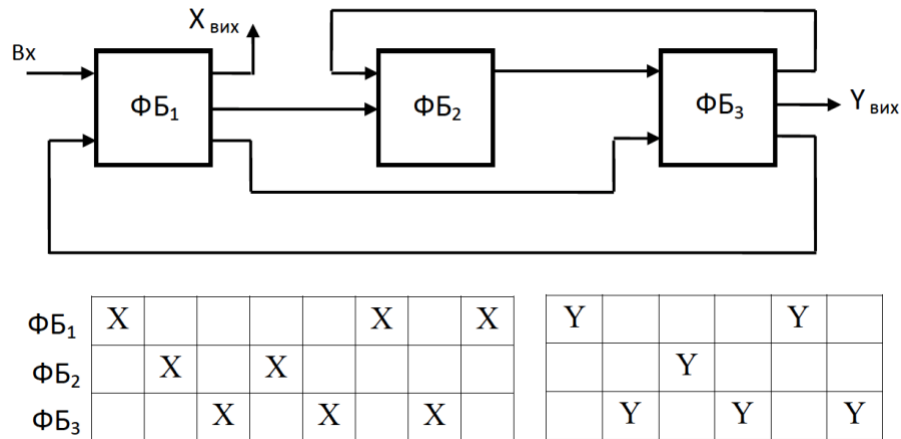 X вих
Вх
ФБ₁
ФБ₂
ФБ₃
Y вих
ФБ₁ X X X Y Y
ФБ₂ X X Y
ФБ₃ X X X Y Y Y